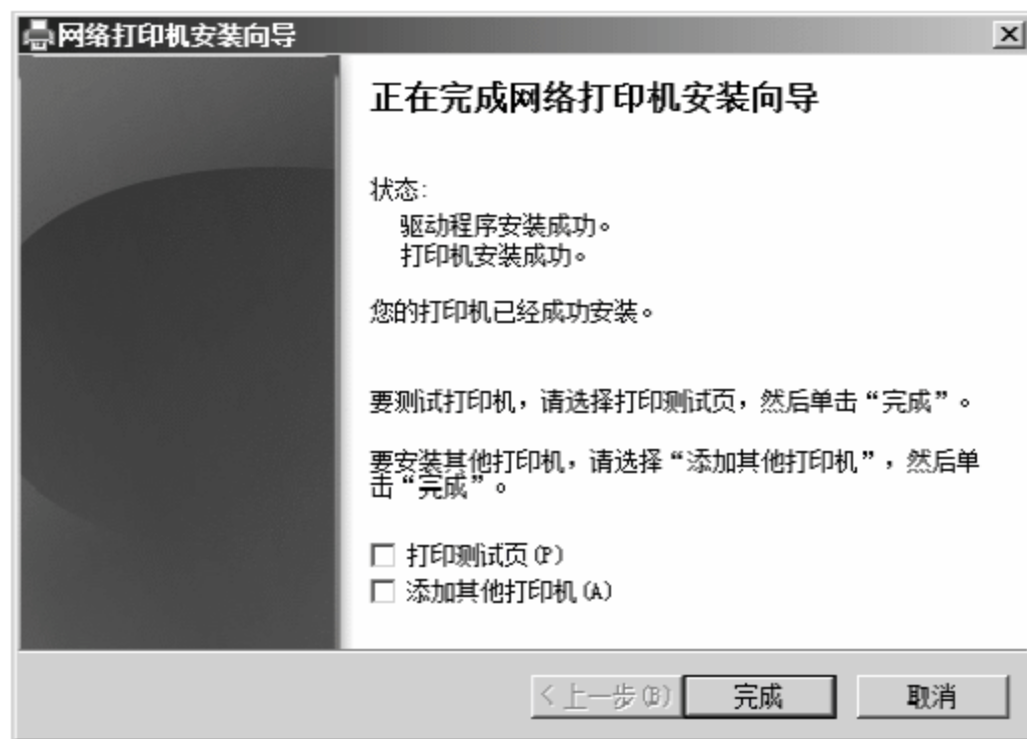 网络打印机安装向导
正在完成网络打印机安装向导
状态:
驱动程序安装成功。
打印机安装成功。
您的打印机已经成功安装。
要测试打印机，请选择打印测试页，然后单击“完成”。
要安装其他打印机，请选择“添加其他打印机”，然后单
击“完成”。
打印测试页(P)
添加其他打印机(A)
<上一步(B) 完成 取消